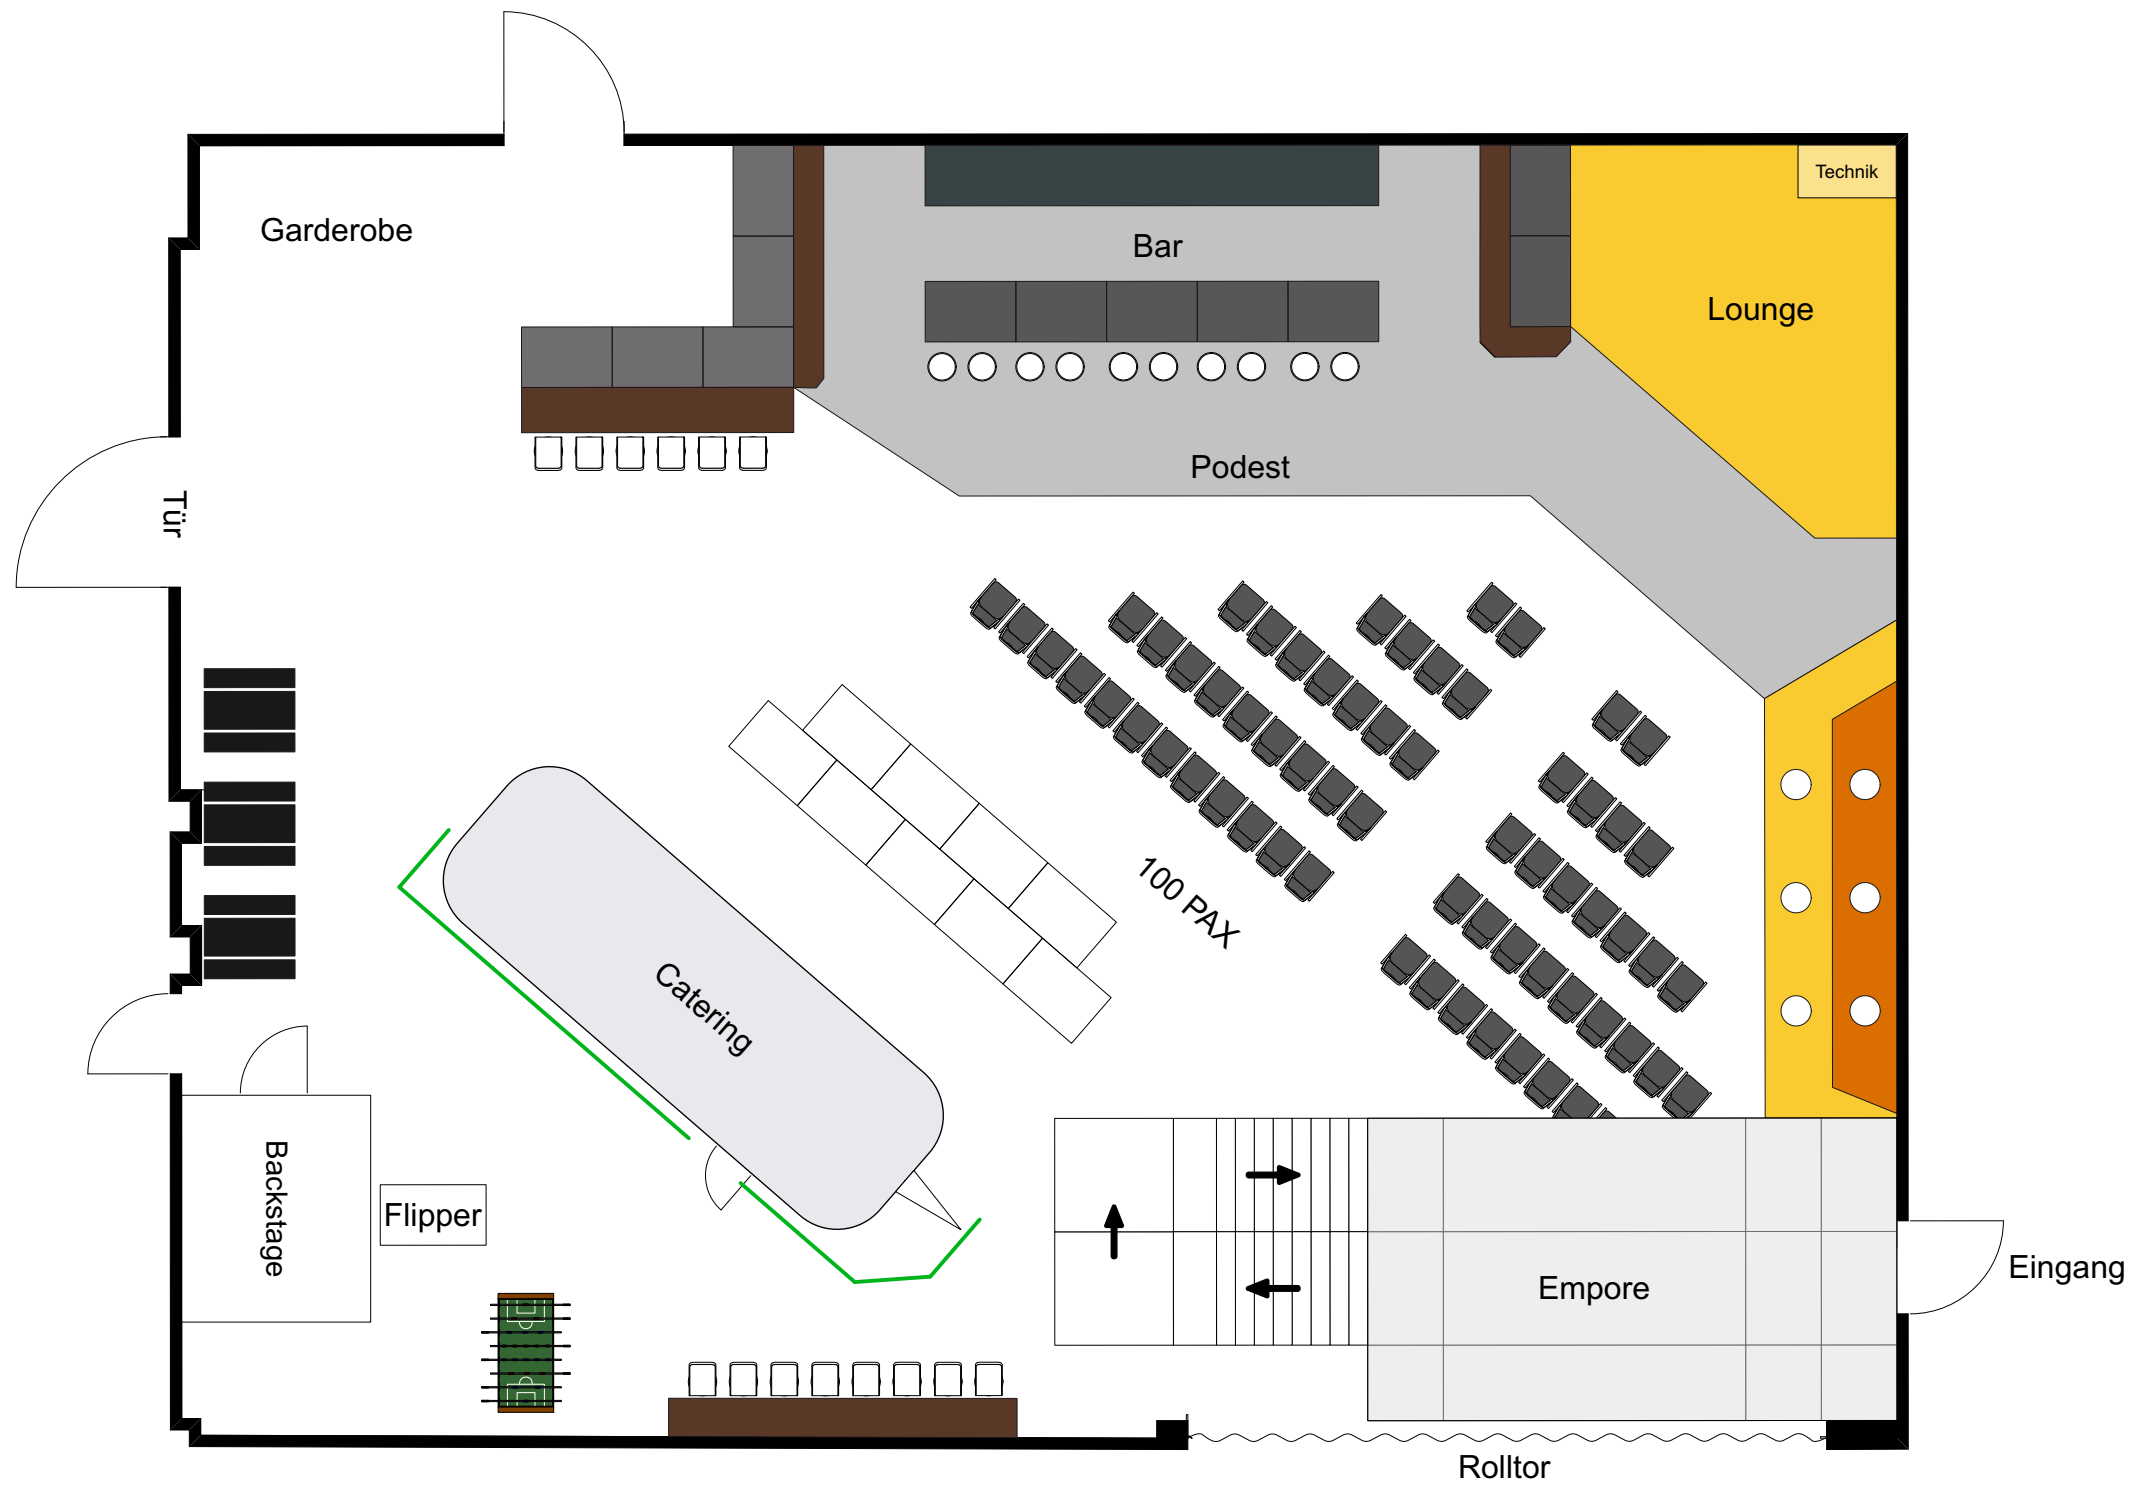 Technik
Garderobe
Bar
Lounge
Podest
Tür
100 PAX
Catering
Backstage
Flipper
Eingang
Empore
Rolltor